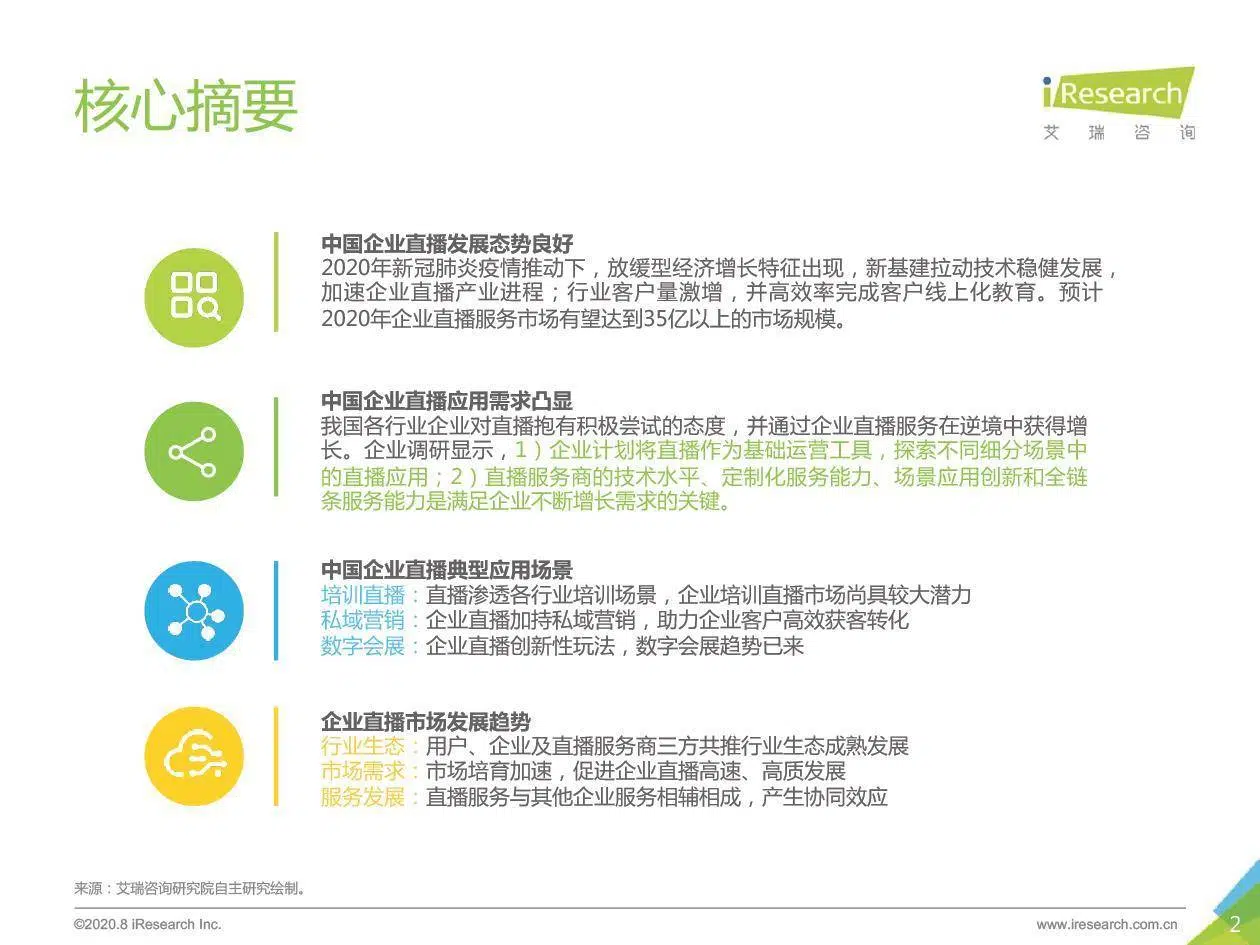 核心摘要
iResearch
艾瑞咨询
中国企业直播发展态势良好
2020年新冠肺炎疫情推动下，放缓型经济增长特征出现，新基建拉动技术稳健发展，
加速企业直播产业进程；行业客户量激增，并高效率完成客户线上化教育。预计
2020年企业直播服务市场有望达到35亿以上的市场规模。
中国企业直播应用需求凸显
我国各行业企业对直播抱有积极尝试的态度，并通过企业直播服务在逆境中获得增
长。企业调研显示，1）企业计划将直播作为基础运营工具，探索不同细分场景中
的直播应用；2）直播服务商的技术水平、定制化服务能力、场景应用创新和全链
条服务能力是满足企业不断增长需求的关键。
中国企业直播典型应用场景
培训直播：直播渗透各行业培训场景，企业培训直播市场尚具较大潜力
私域营销：企业直播加持私域营销，助力企业客户高效获客转化
数字会展：企业直播创新性玩法，数字会展趋势已来
企业直播市场发展趋势
行业生态：用户、企业及直播服务商三方共推行业生态成熟发展
市场需求：市场培育加速，促进企业直播高速、高质发展
服务发展：直播服务与其他企业服务相辅相成，产生协同效应
来源：艾瑞咨询研究院自主研究绘制。
©2020.8 iResearch Inc.
www.iresearch.com.cn
2